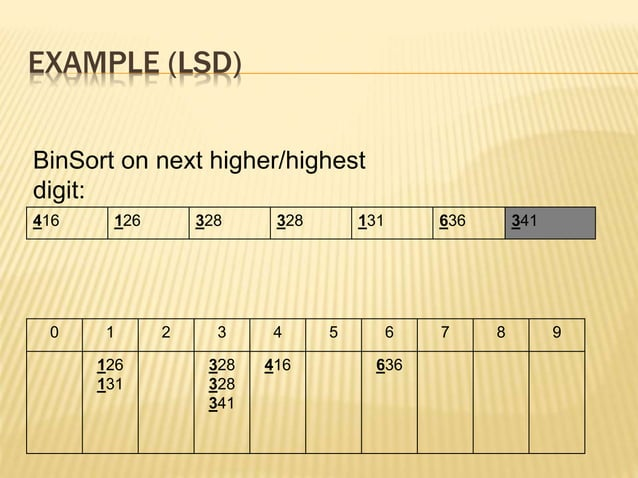 EXAMPLE (LSD)
BinSort on next higher/highest
digit:
416 126 328 328 131 636 341
0 1 2 3 4 5 6 7 8 9
126 328 416 636
131 328
341